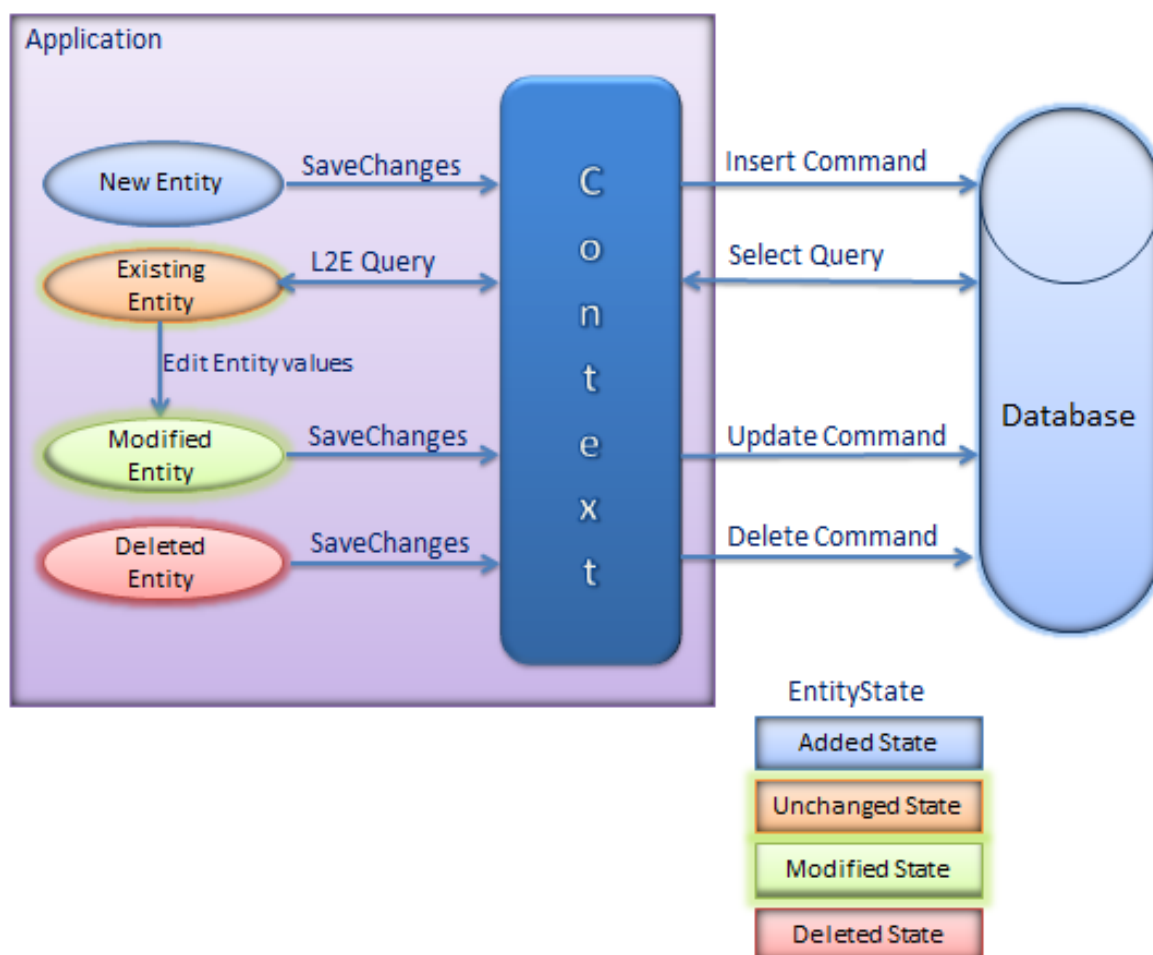 Application
New Entity
SaveChanges
Insert Command
Existing
Entity
L2E Query
Select Query
Edit Entity values
Modified
Entity
SaveChanges
Update Command
Deleted
Entity
SaveChanges
Delete Command
C
o
n
t
e
x
t
Database
EntityState
Added State
Unchanged State
Modified State
Deleted State